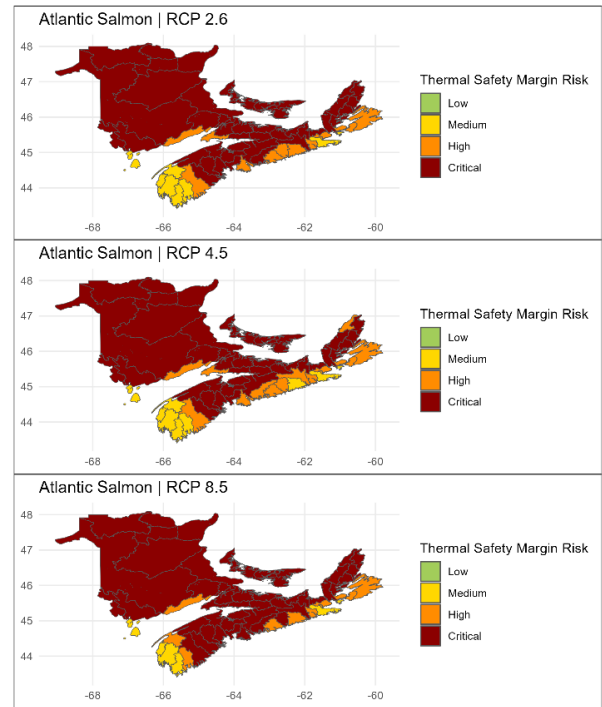 Atlantic Salmon | RCP 2.6
48
47
46
45
44
-68
-66
-64
-62
-60
Thermal Safety Margin Risk
Low
Medium
High
Critical
Atlantic Salmon | RCP 4.5
48
47
46
45
44
-68
-66
-64
-62
-60
Thermal Safety Margin Risk
Low
Medium
High
Critical
Atlantic Salmon | RCP 8.5
48
47
46
45
44
-68
-66
-64
-62
-60
Thermal Safety Margin Risk
Low
Medium
High
Critical